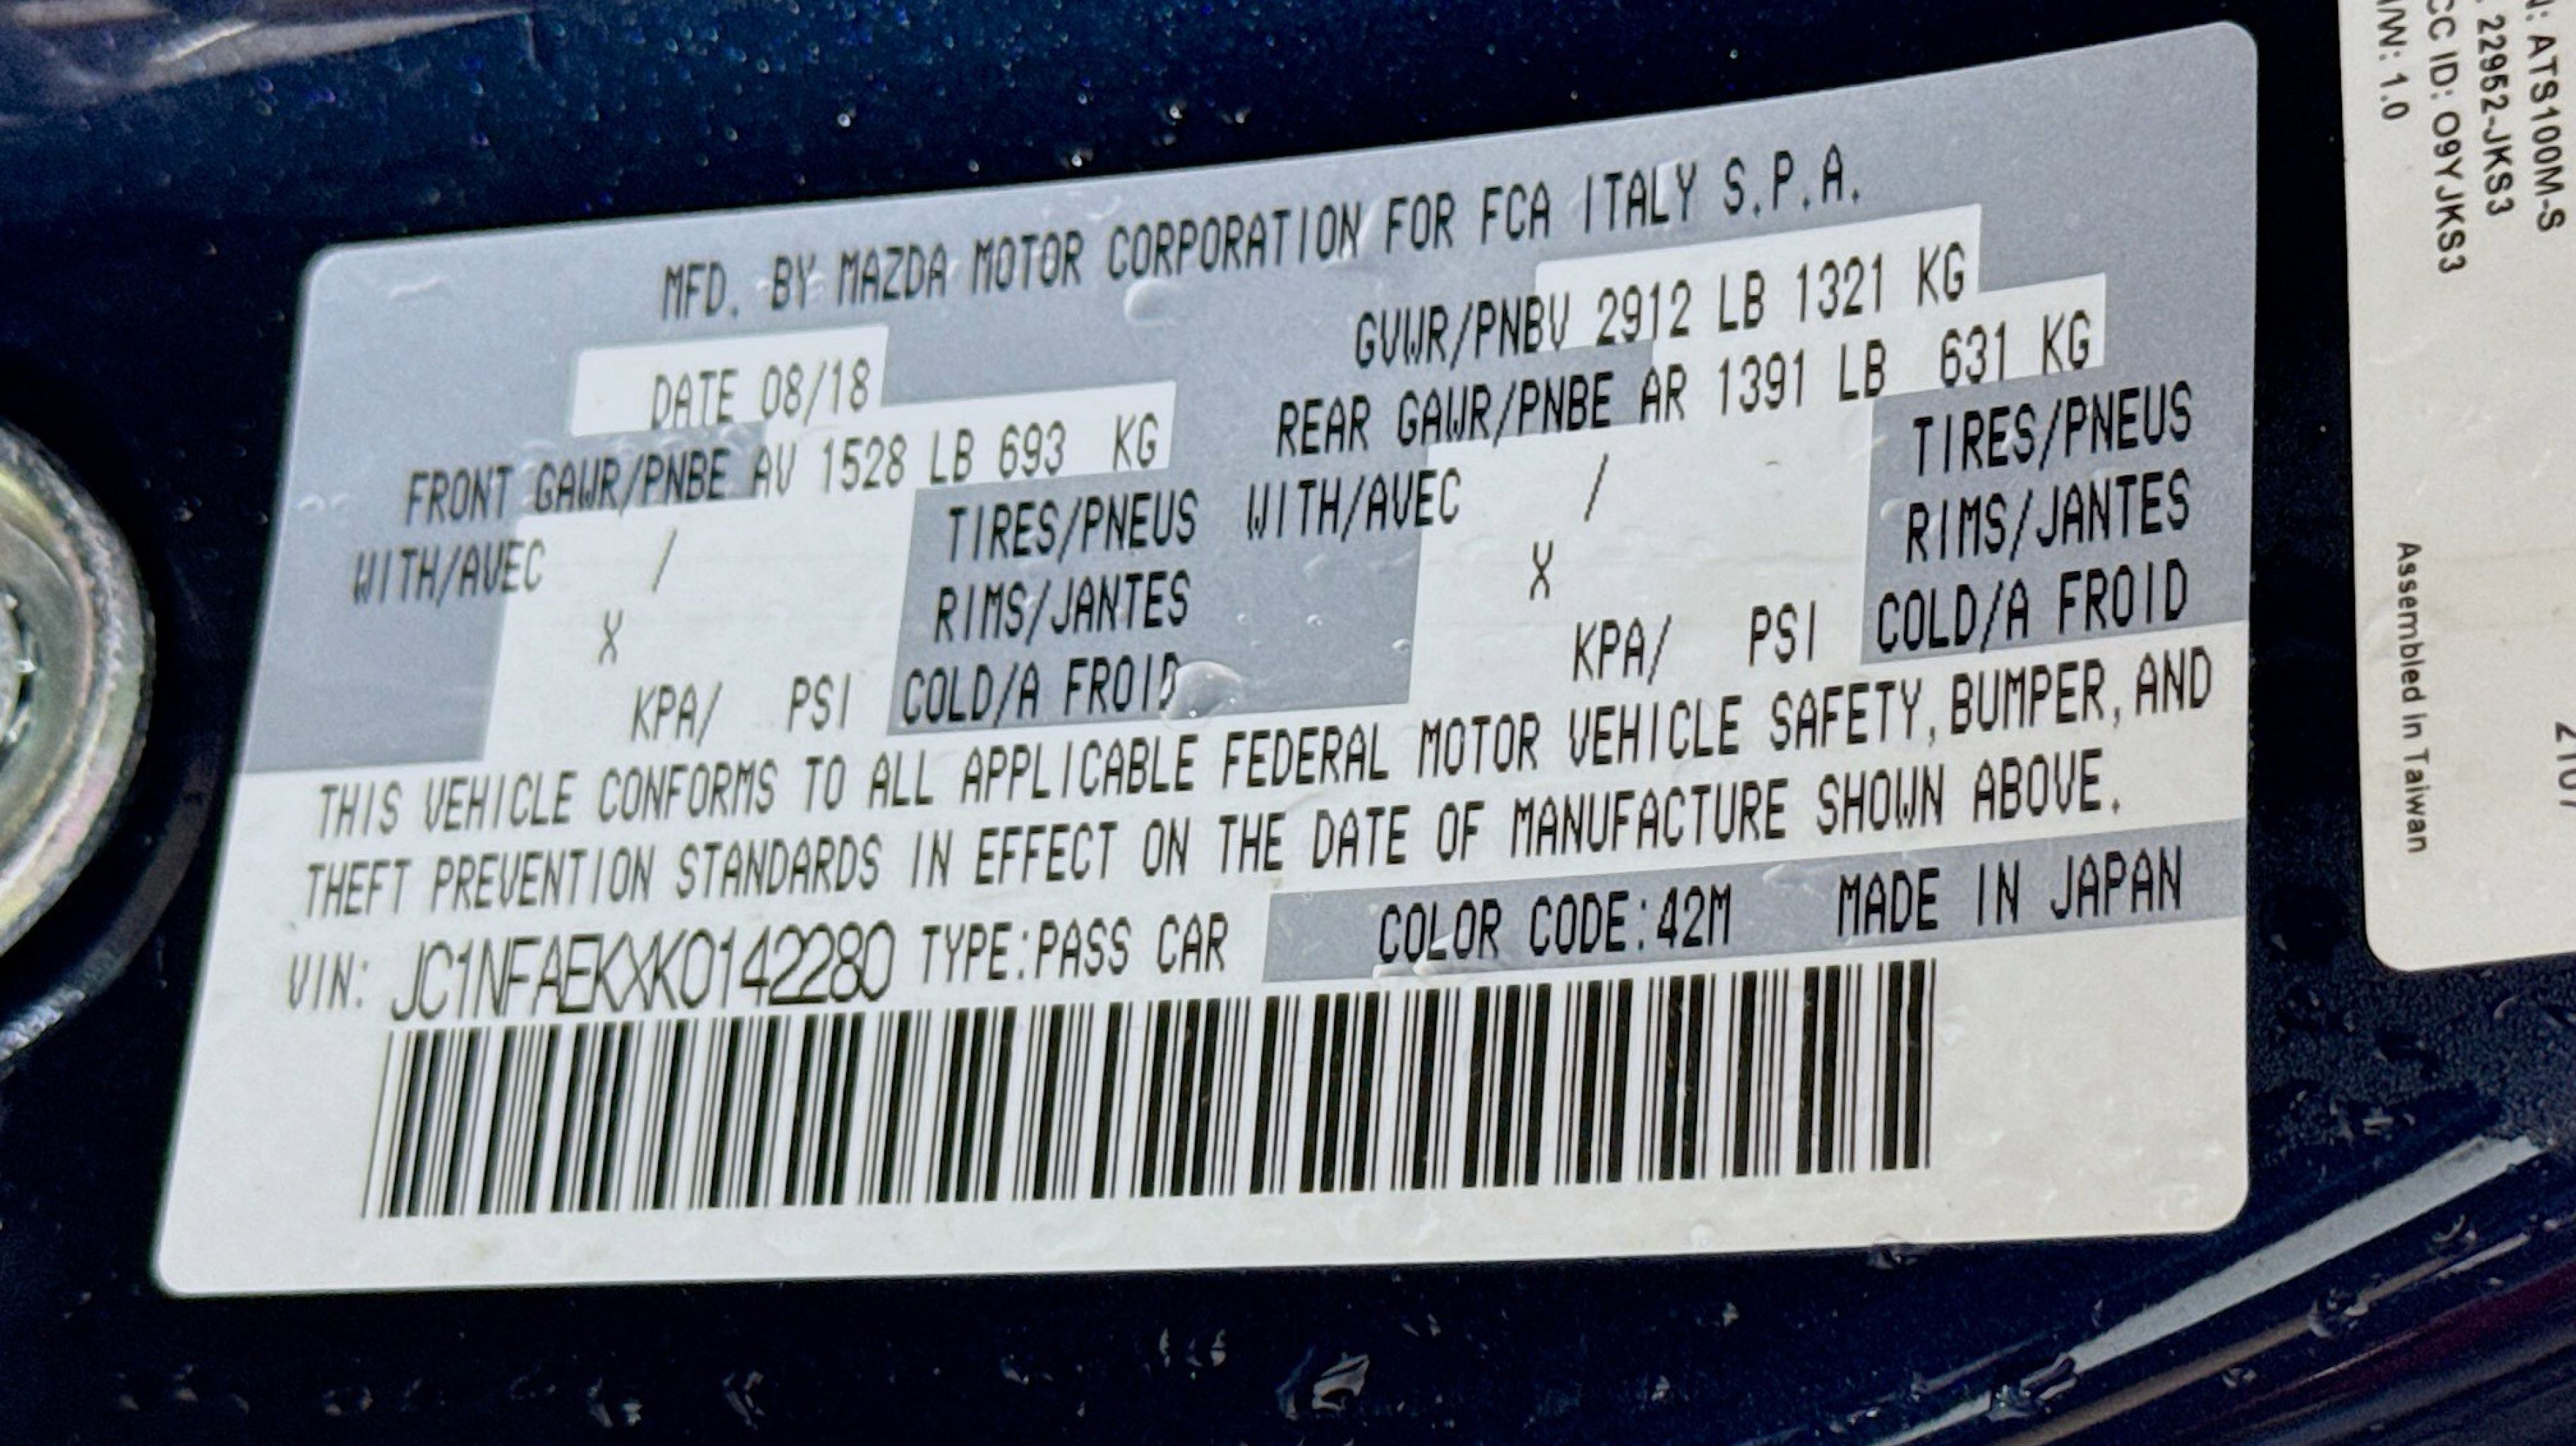 MFD. BY MAZDA MOTOR CORPORATION FOR FCA ITALY S.P.A.
DATE 08/18
GVWR/PNBV 2912 LB 1321 KG
FRONT GAWR/PNBE AV 1528 LB 693 KG
REAR GAWR/PNBE AR 1391 LB 631 KG
WITH/AVEC / TIRES/PNEUS
X RIMS/JANTES
KPA/ PSI COLD/A FROID
WITH/AVEC / TIRES/PNEUS
X RIMS/JANTES
KPA/ PSI COLD/A FROID
THIS VEHICLE CONFORMS TO ALL APPLICABLE FEDERAL MOTOR VEHICLE SAFETY, BUMPER, AND
THEFT PREVENTION STANDARDS IN EFFECT ON THE DATE OF MANUFACTURE SHOWN ABOVE.
VIN: JC1NFAEKXK0142280 TYPE:PASS CAR COLOR CODE:42M MADE IN JAPAN
N: ATS100M-S
22952-JKS3
CC ID: O9YJKS3
/W: 1.0
Assembled in Taiwan